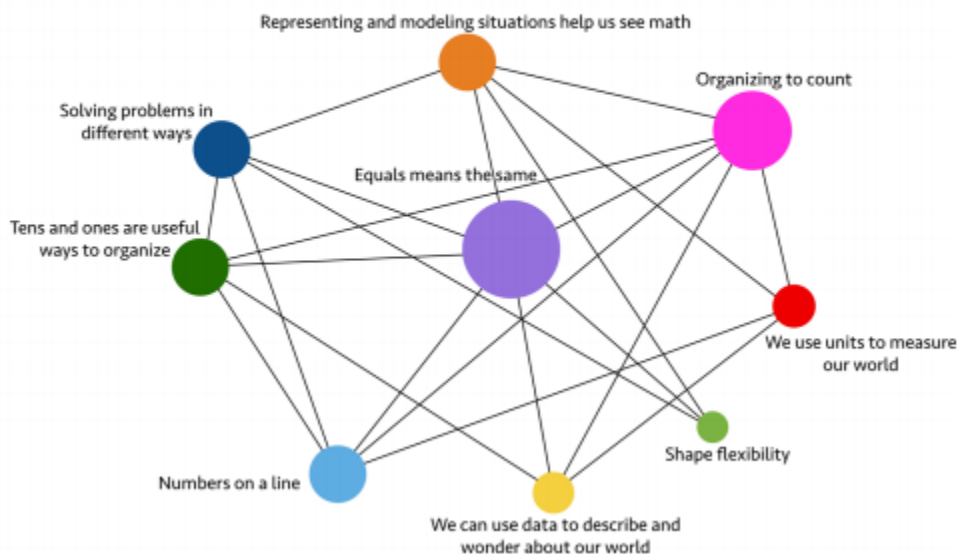 Representing and modeling situations help us see math
Organizing to count
Solving problems in
different ways
Equals means the same
Tens and ones are useful
ways to organize
We use units to measure
our world
Shape flexibility
Numbers on a line
We can use data to describe and
wonder about our world